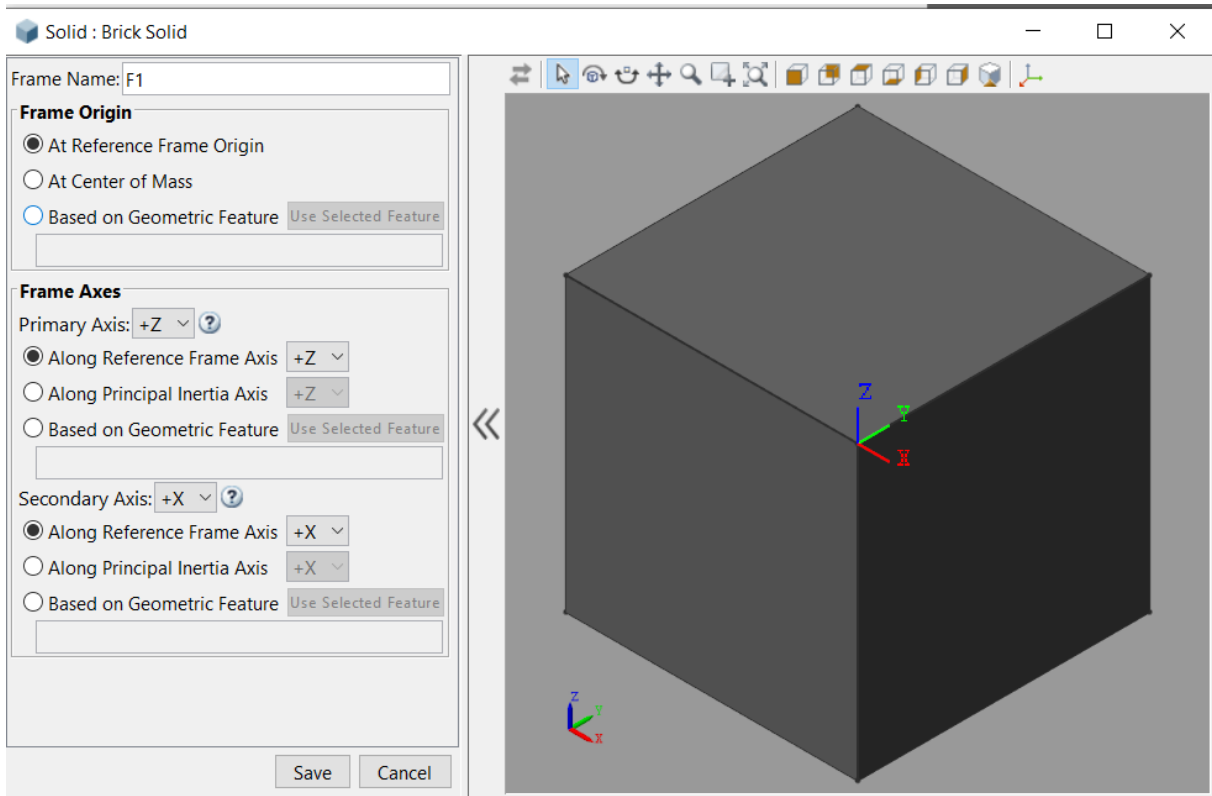 Solid : Brick Solid
Frame Name: F1
Frame Origin
At Reference Frame Origin
At Center of Mass
Based on Geometric Feature Use Selected Feature
Frame Axes
Primary Axis: +Z ?
Along Reference Frame Axis +Z
Along Principal Inertia Axis +Z
Based on Geometric Feature Use Selected Feature
Secondary Axis: +X ?
Along Reference Frame Axis +X
Along Principal Inertia Axis +X
Based on Geometric Feature Use Selected Feature
Save Cancel
Z
Y
X
Z
Y
X